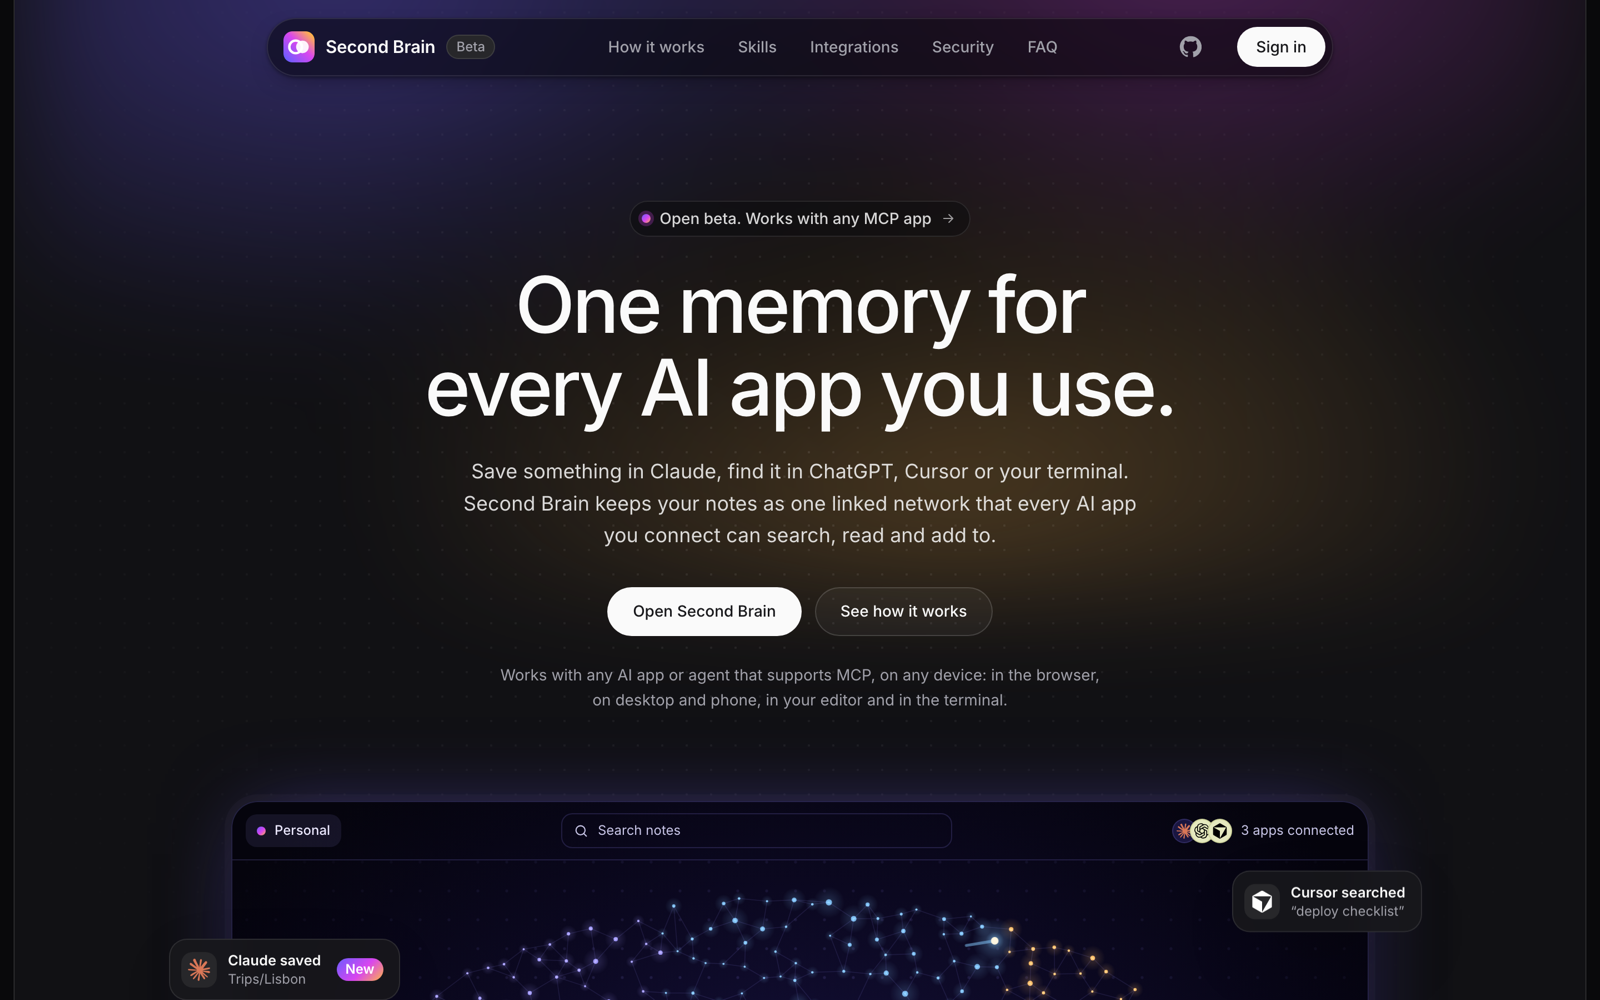 Second Brain
Beta
How it works
Skills
Integrations
Security
FAQ
Sign in
Open beta. Works with any MCP app →
One memory for
every AI app you use.
Save something in Claude, find it in ChatGPT, Cursor or your terminal.
Second Brain keeps your notes as one linked network that every AI app
you connect can search, read and add to.
Open Second Brain
See how it works
Works with any AI app or agent that supports MCP, on any device: in the browser,
on desktop and phone, in your editor and in the terminal.
Personal
Search notes
3 apps connected
Cursor searched
“deploy checklist”
Claude saved
Trips/Lisbon
New